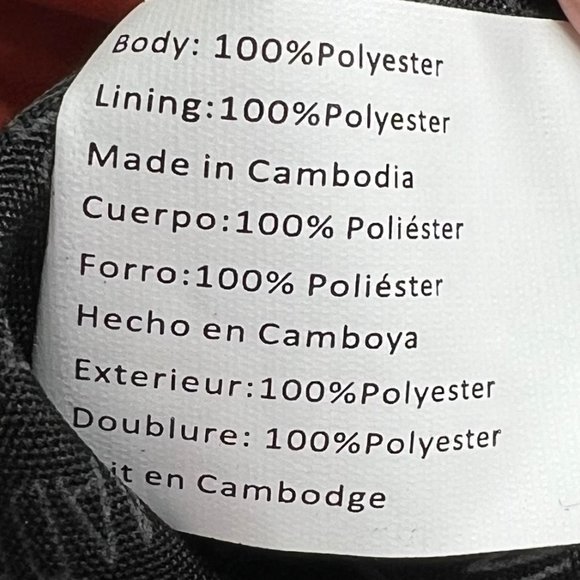 Body: 100%Polyester
Lining:100%Polyester
Made in Cambodia
Cuerpo:100% Poliéster
Forro:100% Poliéster
Hecho en Camboya
Exterieur:100%Polyester
Doublure: 100%Polyester
it en Cambodge